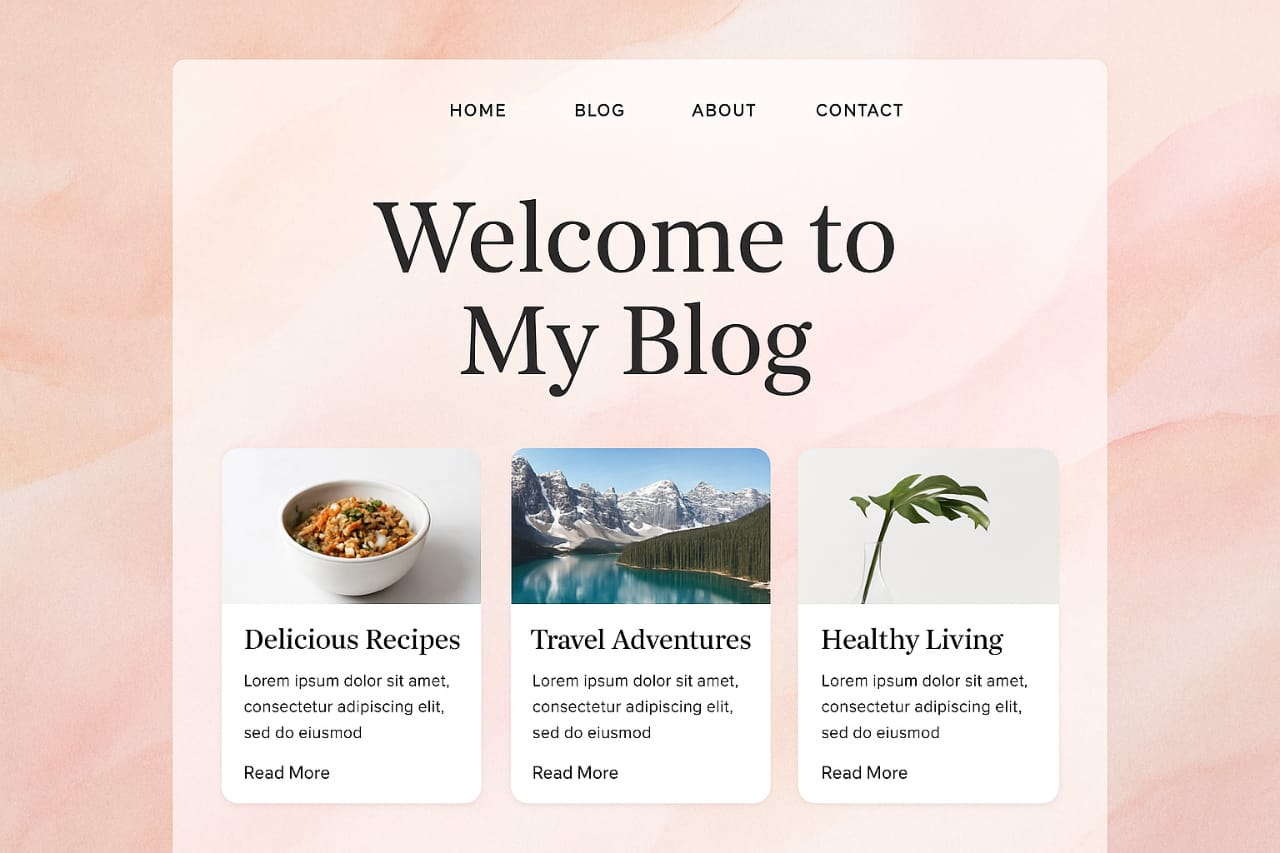 HOME BLOG ABOUT CONTACT
Welcome to
My Blog
Delicious Recipes
Lorem ipsum dolor sit amet,
consectetur adipiscing elit,
sed do eiusmod
Read More
Travel Adventures
Lorem ipsum dolor sit amet,
consectetur adipiscing elit,
sed do eiusmod
Read More
Healthy Living
Lorem ipsum dolor sit amet,
consectetur adipiscing elit,
sed do eiusmod
Read More